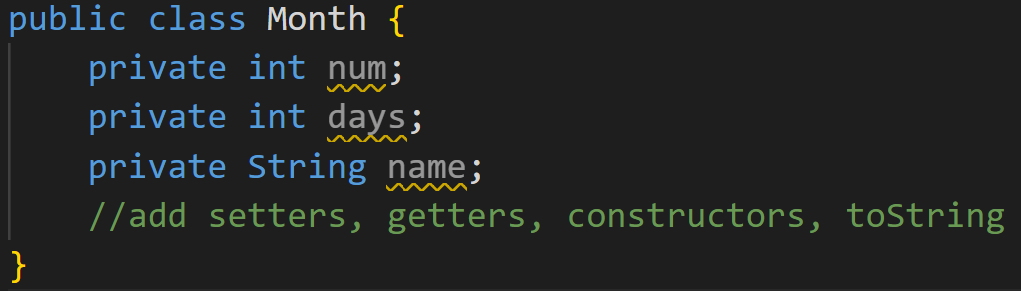 public class Month {
    private int num;
    private int days;
    private String name;
    //add setters, getters, constructors, toString
}